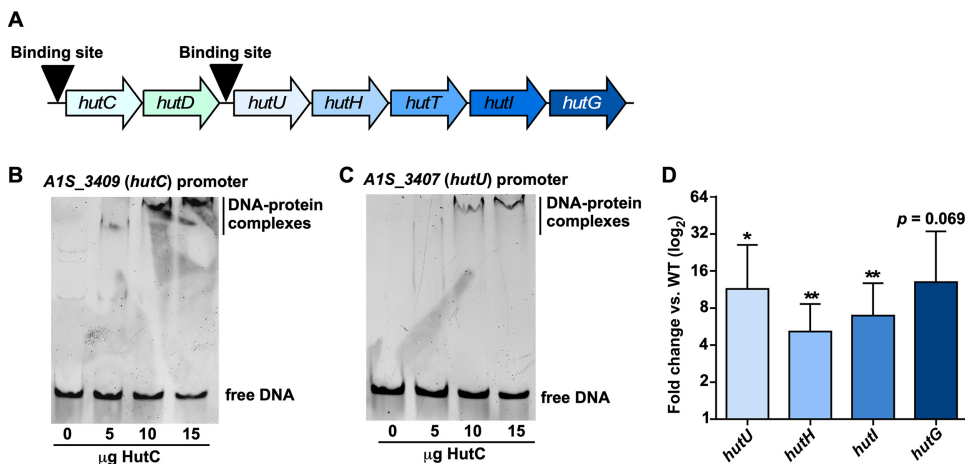 A
Binding site Binding site
hutC hutD hutU hutH hutT hutI hutG
B
A1S_3409 (hutC) promoter
DNA-protein
complexes
free DNA
0 5 10 15
µg HutC
C
A1S_3407 (hutU) promoter
DNA-protein
complexes
free DNA
0 5 10 15
µg HutC
D
Fold change vs. WT (log2)
64
32
16
8
4
2
1
* ** ** p = 0.069
hutU hutH hutI hutG